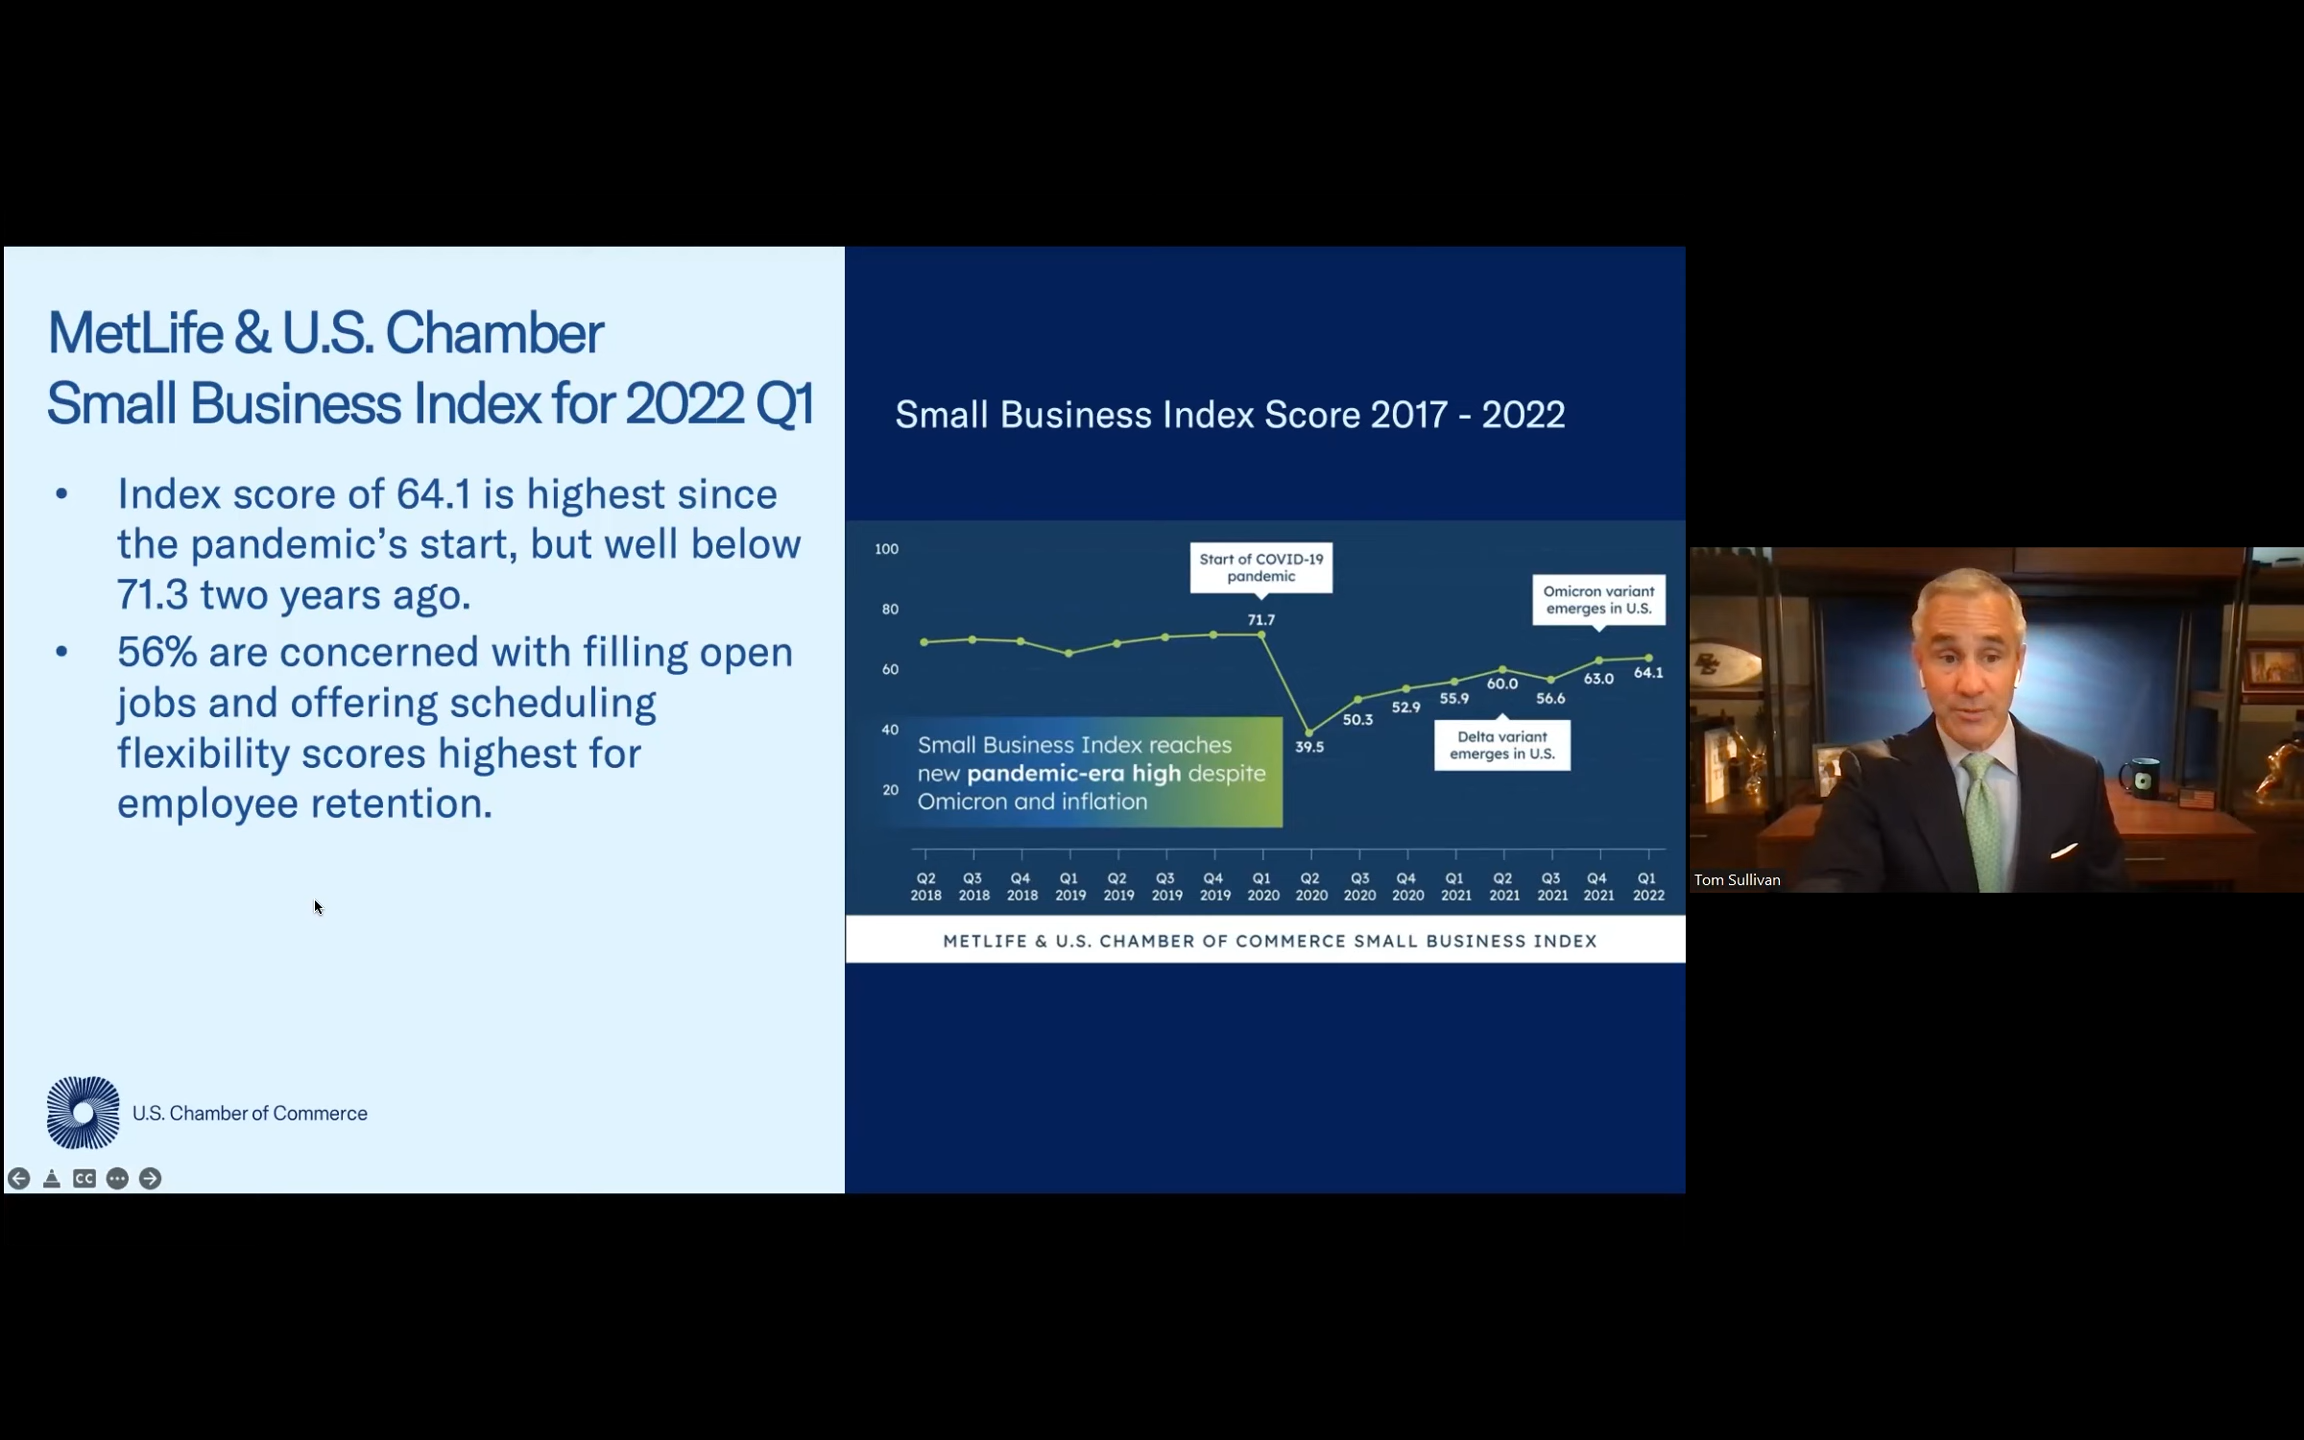 MetLife & U.S. Chamber
Small Business Index for 2022 Q1
• Index score of 64.1 is highest since
the pandemic's start, but well below
71.3 two years ago.
• 56% are concerned with filling open
jobs and offering scheduling
flexibility scores highest for
employee retention.
U.S. Chamber of Commerce
CC
Small Business Index Score 2017 - 2022
100
80
60
40
20
Start of COVID-19
pandemic
71.7
39.5
50.3
52.9
55.9
60.0
56.6
63.0
64.1
Omicron variant
emerges in U.S.
Delta variant
emerges in U.S.
Small Business Index reaches
new pandemic-era high despite
Omicron and inflation
Q2 Q3 Q4 Q1 Q2 Q3 Q4 Q1 Q2 Q3 Q4 Q1 Q2 Q3 Q4 Q1
2018 2018 2018 2019 2019 2019 2019 2020 2020 2020 2020 2021 2021 2021 2021 2022
METLIFE & U.S. CHAMBER OF COMMERCE SMALL BUSINESS INDEX
Tom Sullivan